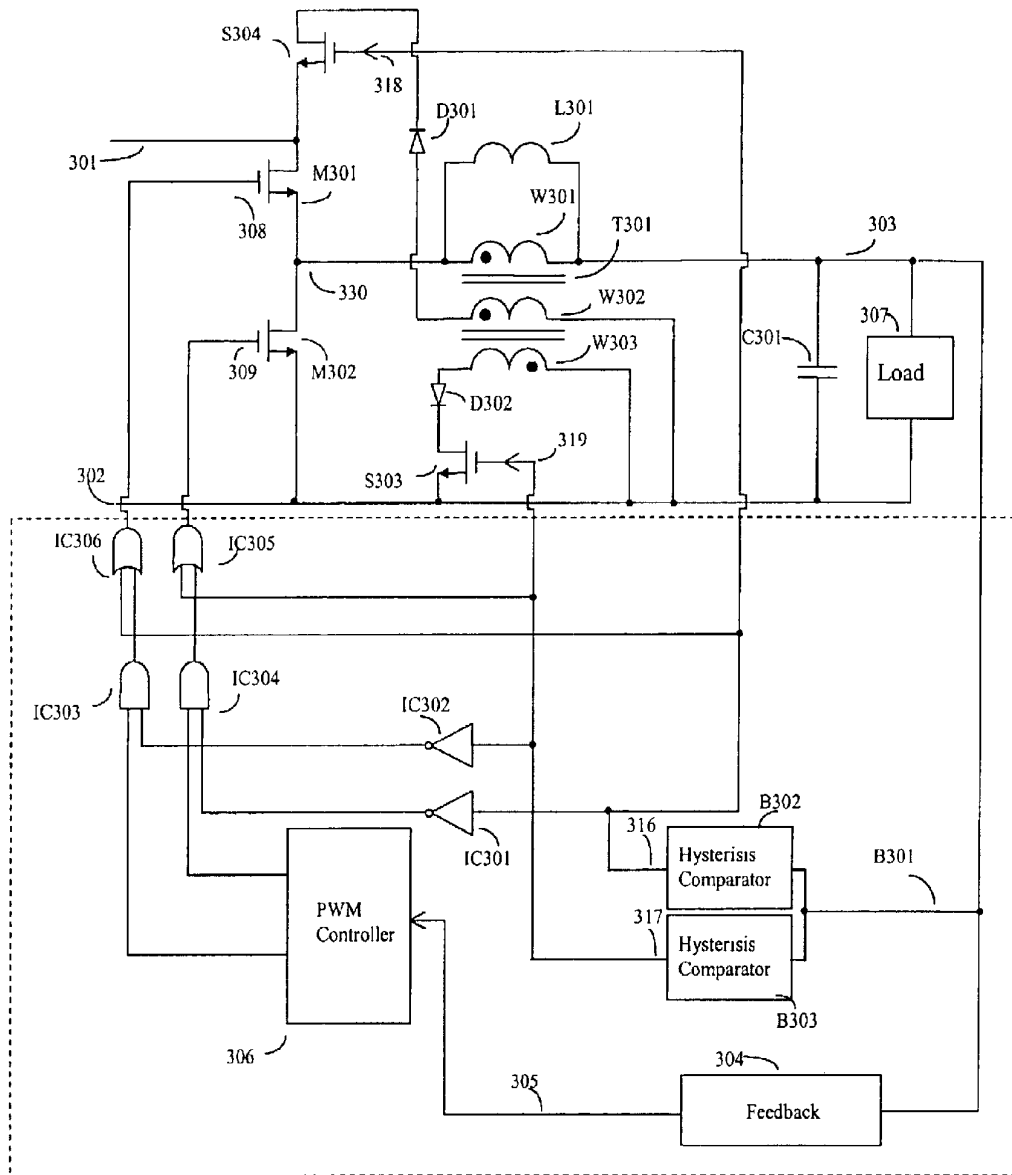 S304
318
D301
L301
301
M301
W301
308
T301
303
330
W302
307
C301
W303
309
M302
Load
D302
319
S303
302
IC306
IC305
IC303
IC304
IC302
B302
316
Hysterisis
Comparator
IC301
B301
317
PWM
Controller
Hysterisis
Comparator
B303
306
304
305
Feedback